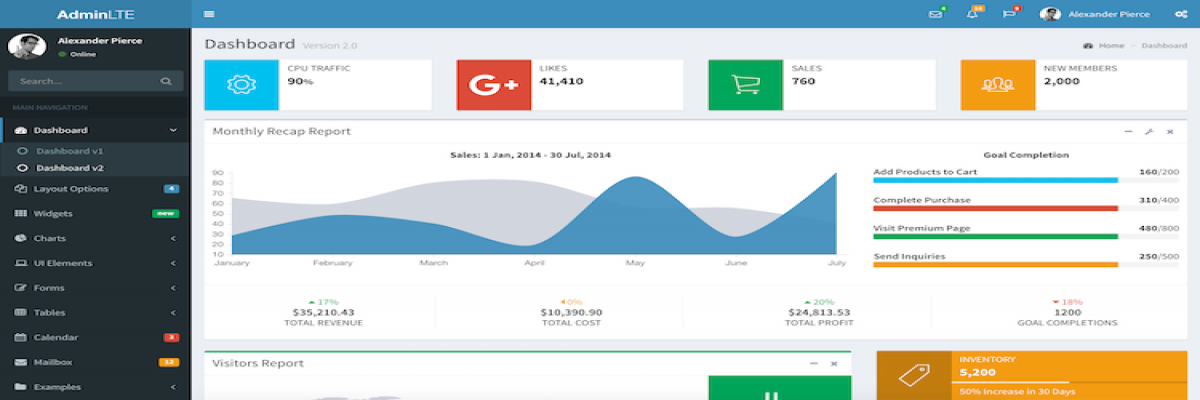 AdminLTE
4
10
9
Alexander Pierce
Alexander Pierce
Online
Search...
MAIN NAVIGATION
Dashboard
Dashboard v1
Dashboard v2
Layout Options 4
Widgets new
Charts
UI Elements
Forms
Tables
Calendar 3
Mailbox 12
Examples
Dashboard Version 2.0
Home > Dashboard
CPU TRAFFIC
90%
G+
LIKES
41,410
SALES
760
NEW MEMBERS
2,000
Monthly Recap Report
Sales: 1 Jan, 2014 - 30 Jul, 2014
90
80
70
60
50
40
30
20
10
January February March April May June July
Goal Completion
Add Products to Cart 160/200
Complete Purchase 310/400
Visit Premium Page 480/800
Send Inquiries 250/500
17%
$35,210.43
TOTAL REVENUE
0%
$10,390.90
TOTAL COST
20%
$24,813.53
TOTAL PROFIT
18%
1200
GOAL COMPLETIONS
Visitors Report
INVENTORY
5,200
50% Increase in 30 Days